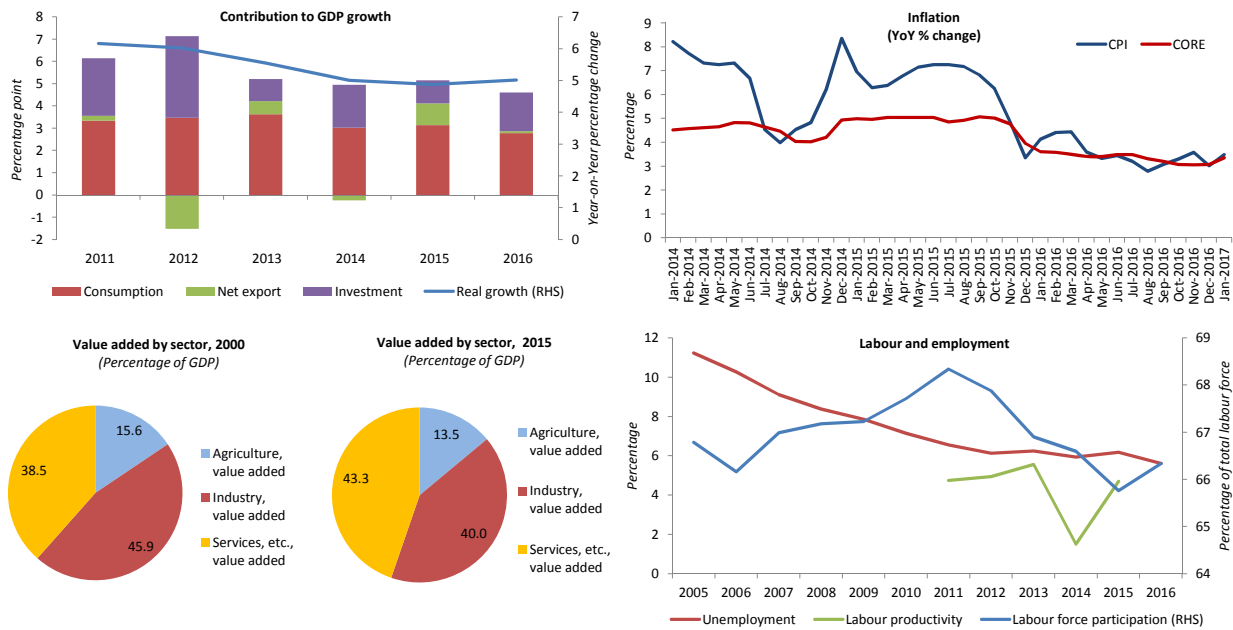 Contribution to GDP growth
Percentage point
8
7
6
5
4
3
2
1
0
-1
-2
7
6
5
4
3
2
1
0
Year-on-Year percentage change
2011 2012 2013 2014 2015 2016
Consumption Net export Investment Real growth (RHS)
Inflation
(YoY % change)
CPI CORE
Percentage
9
8
7
6
5
4
3
2
1
0
Jan-2014
Feb-2014
Mar-2014
Apr-2014
May-2014
Jun-2014
Jul-2014
Aug-2014
Sep-2014
Oct-2014
Nov-2014
Dec-2014
Jan-2015
Feb-2015
Mar-2015
Apr-2015
May-2015
Jun-2015
Jul-2015
Aug-2015
Sep-2015
Oct-2015
Nov-2015
Dec-2015
Jan-2016
Feb-2016
Mar-2016
Apr-2016
May-2016
Jun-2016
Jul-2016
Aug-2016
Sep-2016
Oct-2016
Nov-2016
Dec-2016
Jan-2017
Value added by sector, 2000
(Percentage of GDP)
15.6
38.5
45.9
Agriculture,
value added
Industry,
value added
Services, etc.,
value added
Value added by sector, 2015
(Percentage of GDP)
13.5
43.3
40.0
Agriculture,
value added
Industry,
value added
Services, etc.,
value added
Labour and employment
Percentage
12
10
8
6
4
2
0
69
68
67
66
65
64
Percentage of total labour force
2005 2006 2007 2008 2009 2010 2011 2012 2013 2014 2015 2016
Unemployment Labour productivity Labour force participation (RHS)